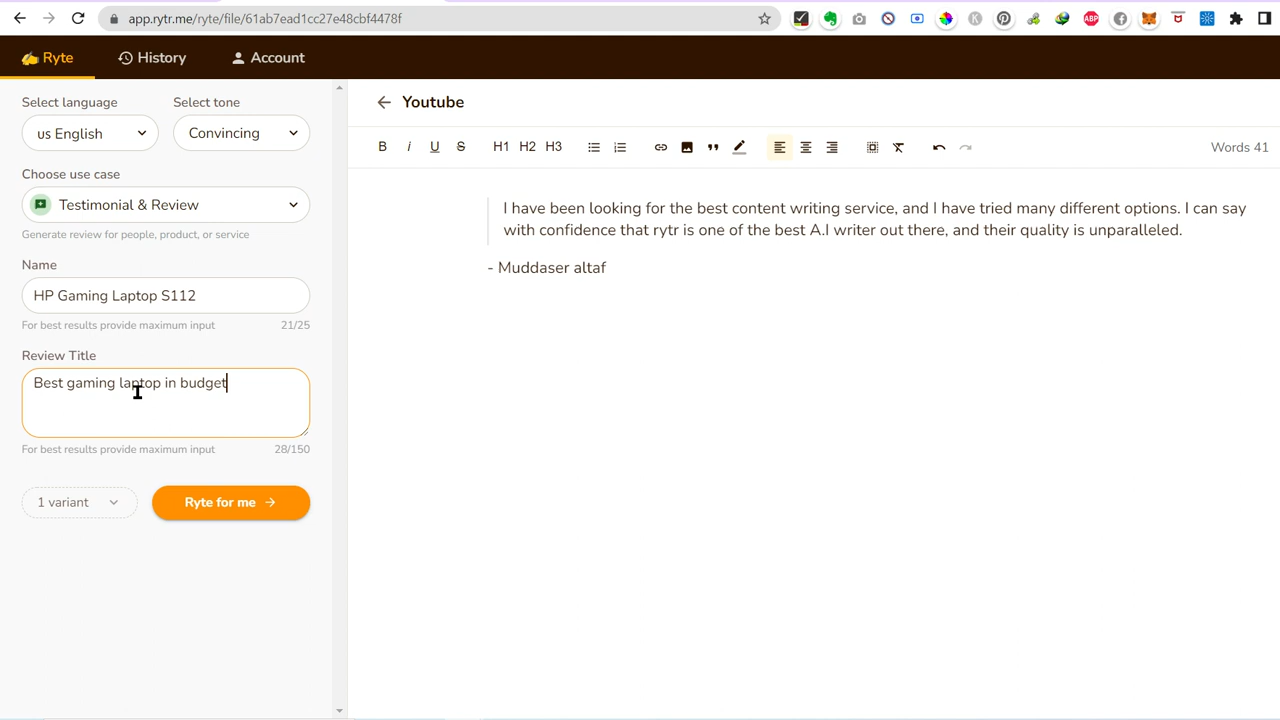 app.rytr.me/ryte/file/61ab7ead1cc27e48cbf4478f
ABP
Ryte
History
Account
Select language
Select tone
us English
Convincing
Choose use case
Testimonial & Review
Generate review for people, product, or service
Name
HP Gaming Laptop S112
For best results provide maximum input
21/25
Review Title
Best gaming laptop in budget
For best results provide maximum input
28/150
1 variant
Ryte for me →
Youtube
B i U S H1 H2 H3
Words 41
I have been looking for the best content writing service, and I have tried many different options. I can say
with confidence that rytr is one of the best A.I writer out there, and their quality is unparalleled.
- Muddaser altaf